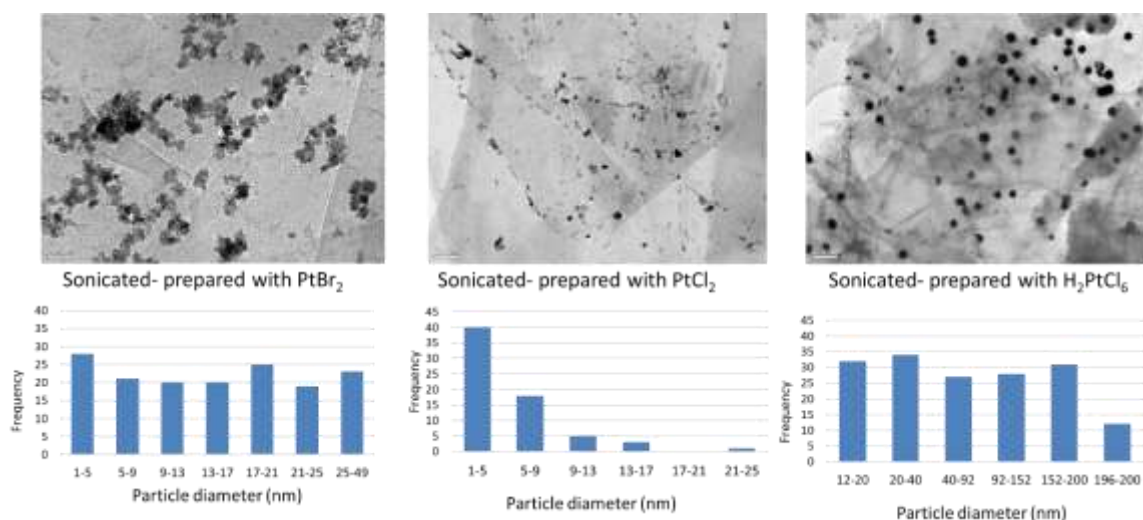 Sonicated- prepared with PtBr2
Sonicated- prepared with PtCl2
Sonicated- prepared with H2PtCl6
Frequency
40
35
30
25
20
15
10
5
0
1-5 5-9 9-13 13-17 17-21 21-25 25-49
Particle diameter (nm)
Frequency
45
40
35
30
25
20
15
10
5
0
1-5 5-9 9-13 13-17 17-21 21-25
Particle diameter (nm)
Frequency
45
40
35
30
25
20
15
10
5
0
12-20 20-40 40-92 92-152 152-200 196-200
Particle diameter (nm)